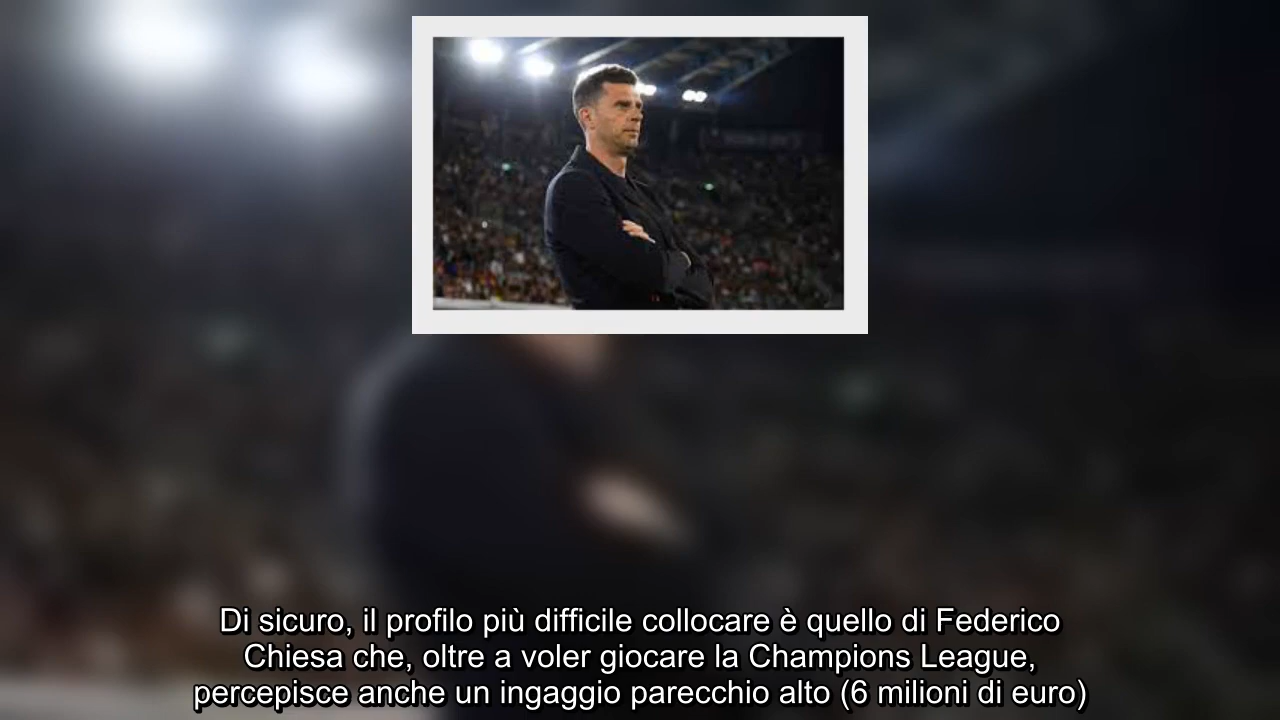 Di sicuro, il profilo più difficile collocare è quello di Federico
Chiesa che, oltre a voler giocare la Champions League,
percepisce anche un ingaggio parecchio alto (6 milioni di euro)